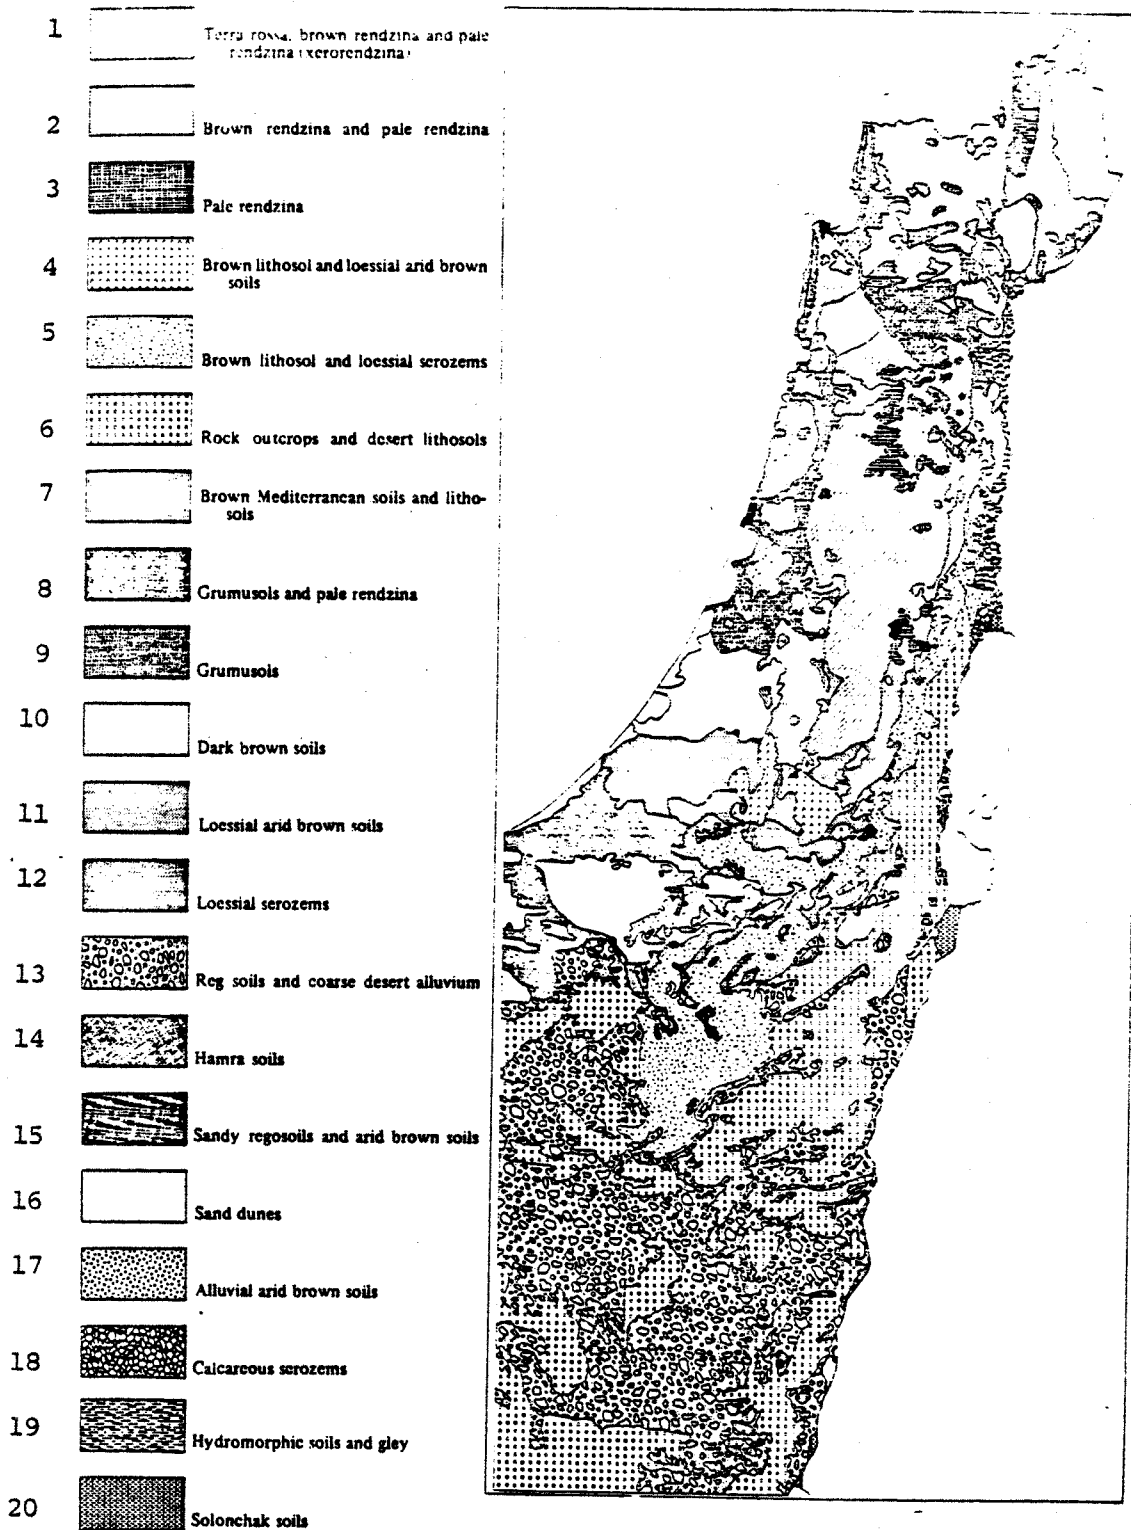 1
Terra rossa, brown rendzina and pale
rendzina (xerorendzina)
2
Brown rendzina and pale rendzina
3
Pale rendzina
4
Brown lithosol and loessial arid brown
soils
5
Brown lithosol and loessial serozems
6
Rock outcrops and desert lithosols
7
Brown Mediterranean soils and litho-
sols
8
Grumusols and pale rendzina
9
Grumusols
10
Dark brown soils
11
Loessial arid brown soils
12
Loessial serozems
13
Reg soils and coarse desert alluvium
14
Hamra soils
15
Sandy regosoils and arid brown soils
16
Sand dunes
17
Alluvial arid brown soils
18
Calcareous serozems
19
Hydromorphic soils and gley
20
Solonchak soils